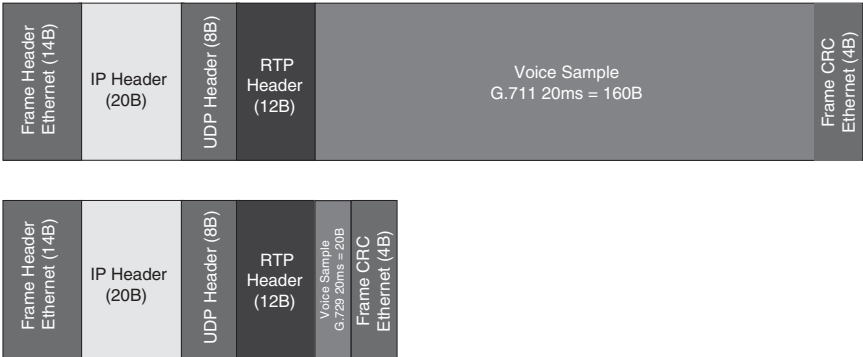 Frame Header
Ethernet (14B)
IP Header
(20B)
UDP Header (8B)
RTP
Header
(12B)
Voice Sample
G.711 20ms = 160B
Frame CRC
Ethernet (4B)
Frame Header
Ethernet (14B)
IP Header
(20B)
UDP Header (8B)
RTP
Header
(12B)
Voice Sample
G.729 20ms = 20B
Frame CRC
Ethernet (4B)